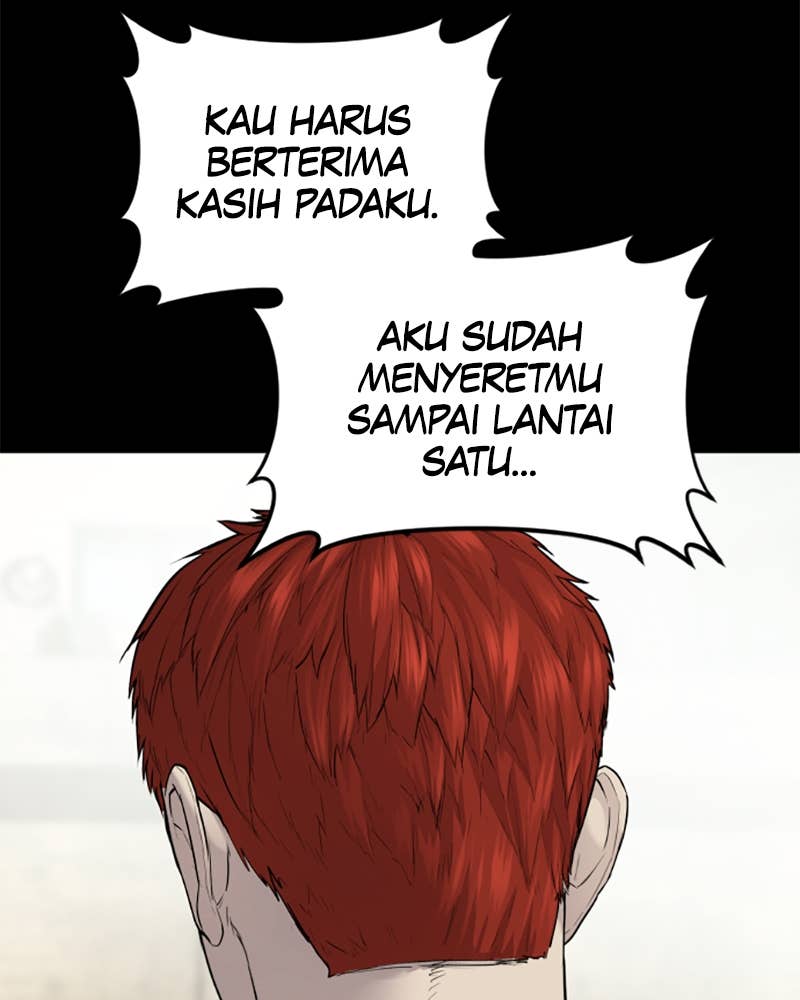 KAU HARUS
BERTERIMA
KASIH PADAKU.
AKU SUDAH
MENYERETMU
SAMPAI LANTAI
SATU...